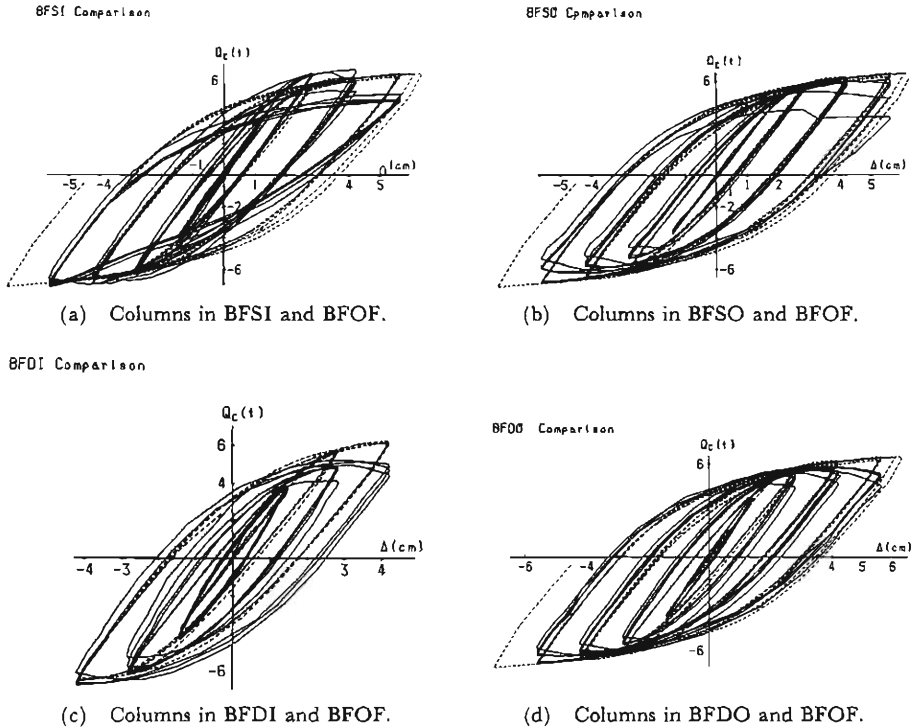 BFSI Comparison
BFSO Cpmparison
Qc(t)
6
-5 -4 -1 1 4 5 (cm)
-2
-6
Qc(t)
6
-5 -4 1 2 4 5 Δ(cm)
-2
-6
(a) Columns in BFSI and BFOF.
(b) Columns in BFSO and BFOF.
BFDI Comparison
BFDO Comparison
Qc(t)
6
4
-4 -3 3 4 Δ(cm)
-6
Qc(t)
6
-6 -5 4 5 6 Δ(cm)
-6
(c) Columns in BFDI and BFOF.
(d) Columns in BFDO and BFOF.